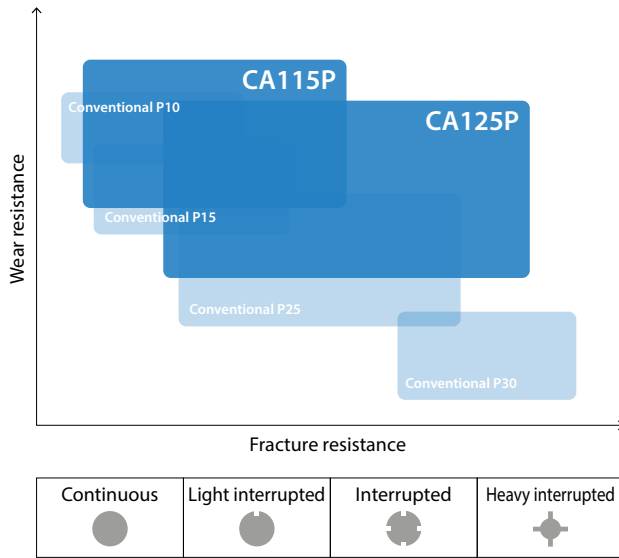 CA115P
Conventional P10
CA125P
Conventional P15
Conventional P25
Conventional P30
Wear resistance
Fracture resistance
Continuous
Light interrupted
Interrupted
Heavy interrupted